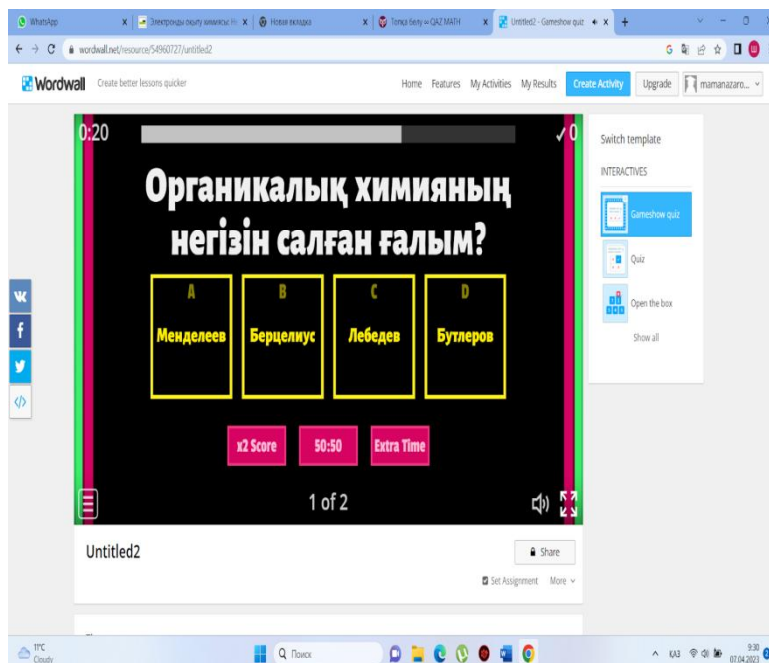 WhatsApp
Электронды оқыту химиясы: Не
Новая вкладка
Топқа бөлу ∞ QAZ MATH
Untitled2 - Gameshow quiz
wordwall.net/resource/54960727/untitled2
Wordwall
Create better lessons quicker
Home Features My Activities My Results Create Activity Upgrade mamanazaro...
0:20
✓0
Органикалық химияның
негізін салған ғалым?
A B C D
Менделеев Берцелиус Лебедев Бутлеров
x2 Score 50:50 Extra Time
1 of 2
Switch template
INTERACTIVES
Gameshow quiz
Quiz
Open the box
Show all
Untitled2
Share
Set Assignment More
11°C
Cloudy
Поиск
ҚАЗ
9:30
07.04.2023